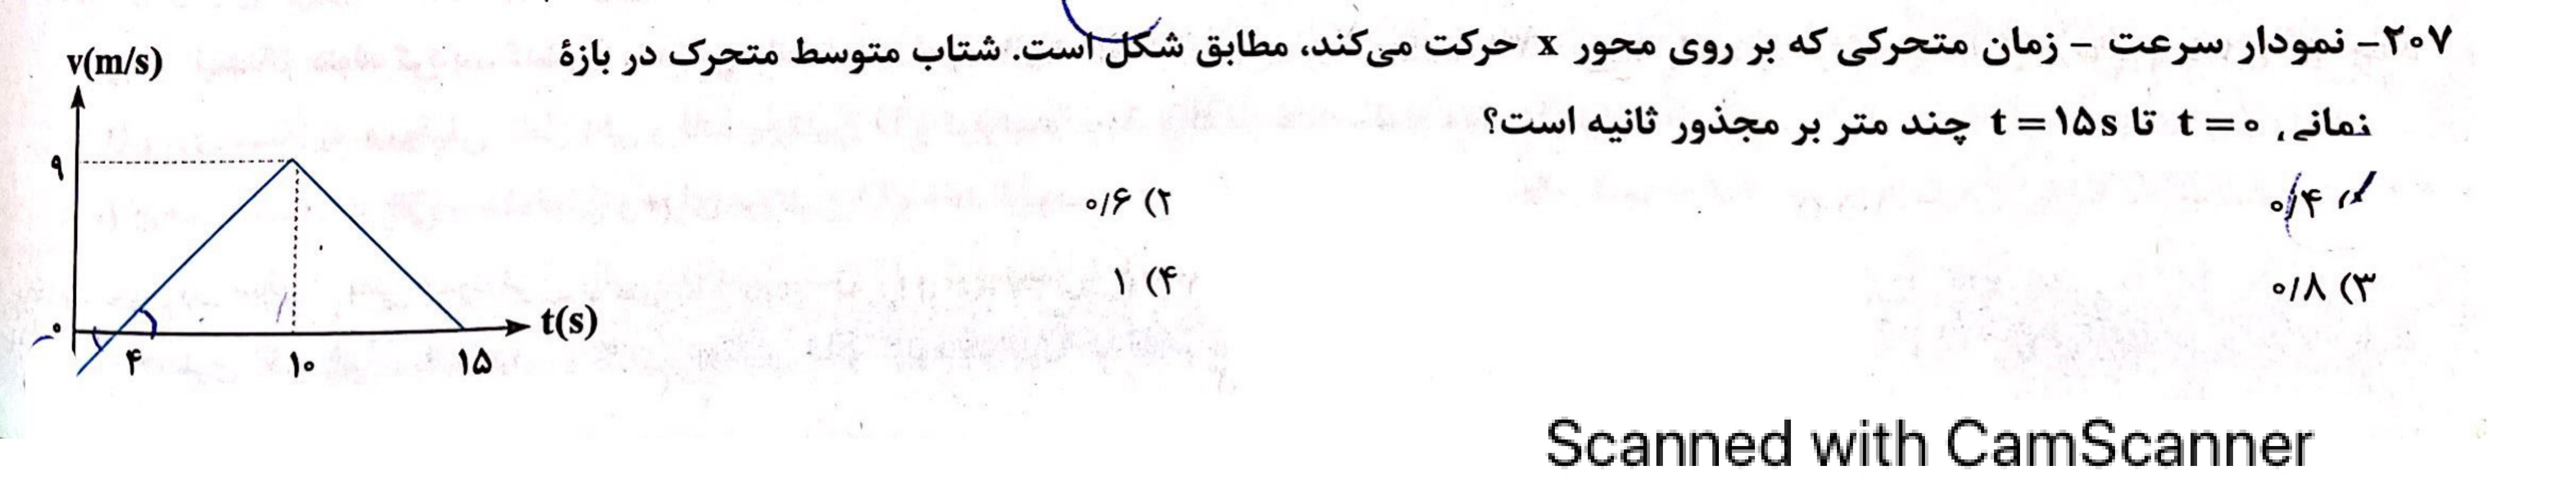 ۲۰۷- نمودار سرعت - زمان متحرکی که بر روی محور x حرکت می‌کند، مطابق شکل است. شتاب متوسط متحرک در بازهٔ
زمانی t = ۰ تا t = ۱۵s چند متر بر مجذور ثانیه است؟
۰/۴
۲) ۰/۶
۳) ۰/۸
۴) ۱
v(m/s)
۹
۰
۴
۱۰
۱۵
t(s)
Scanned with CamScanner